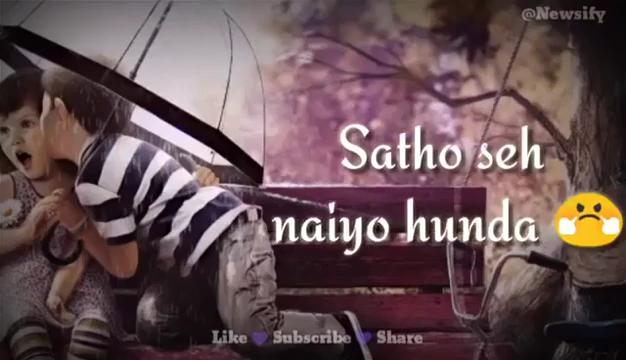 @Newsify
Satho seh
naiyo hunda 😤
Like 💜 Subscribe 💜 Share